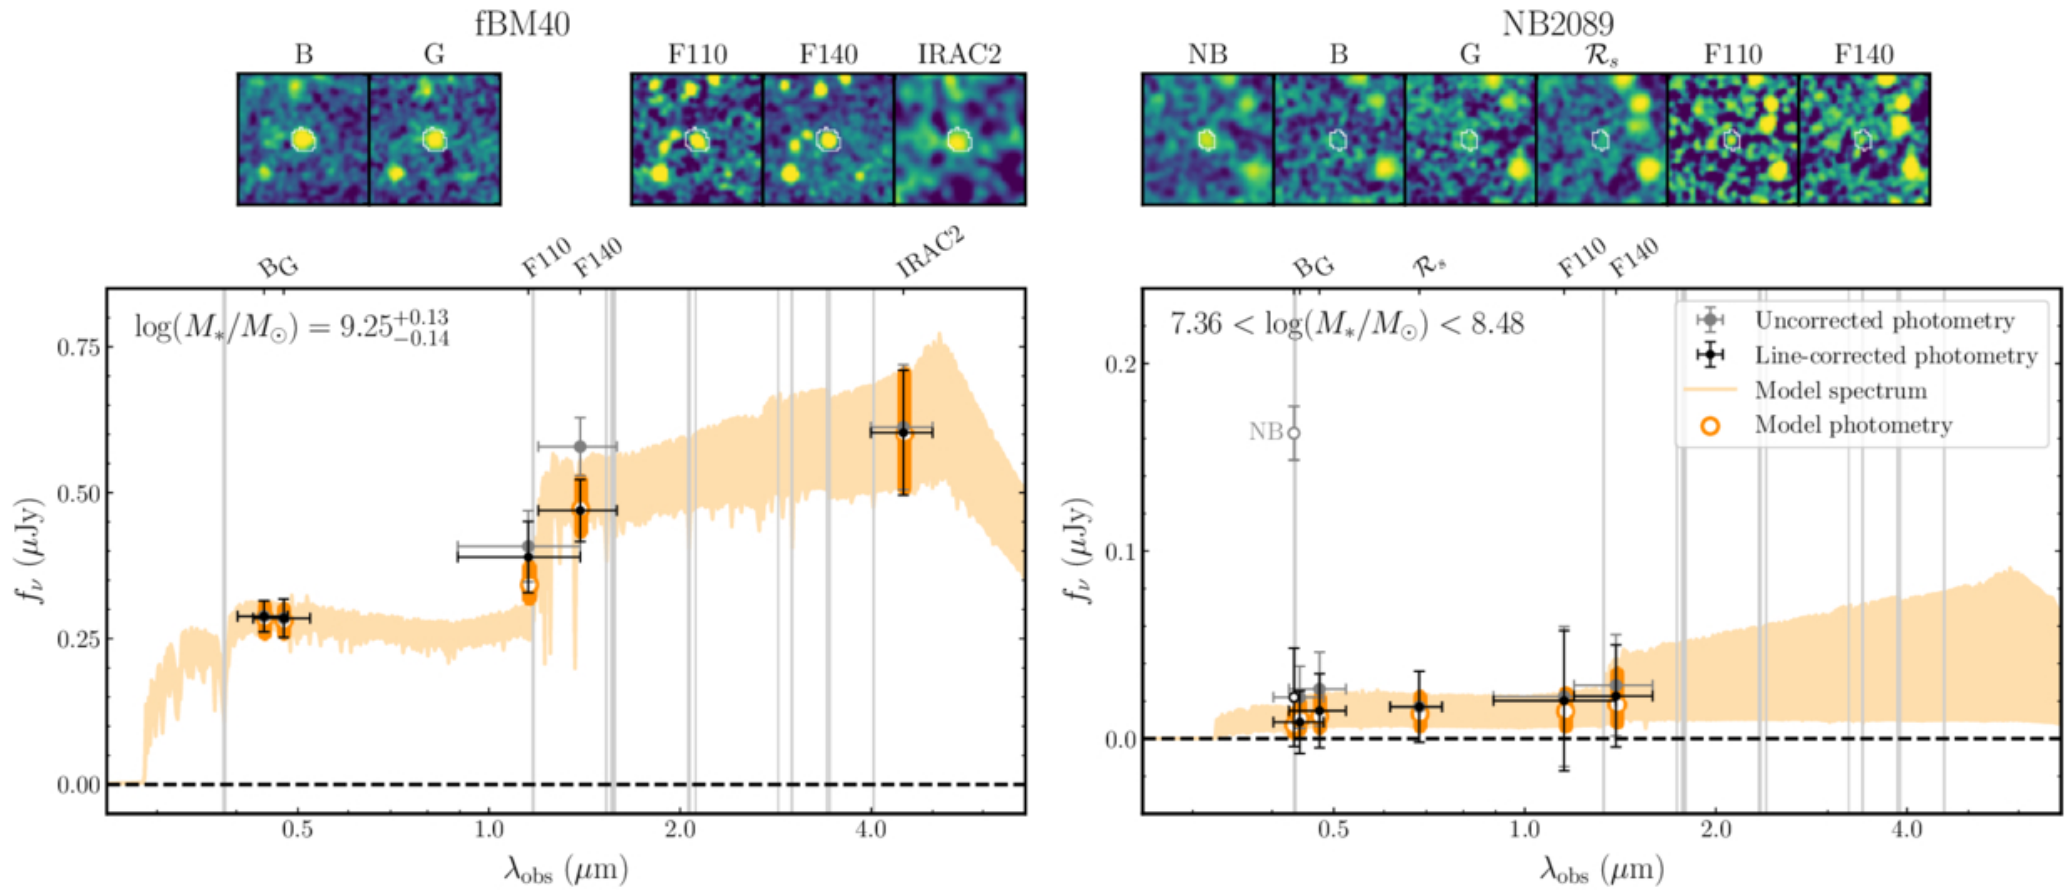 fBM40
B G F110 F140 IRAC2
B G F110 F140 IRAC2
log(M*/M⊙) = 9.25+0.13−0.14
0.75
0.50
0.25
0.00
fν (μJy)
0.5 1.0 2.0 4.0
λobs (μm)
NB2089
NB B G ℛs F110 F140
B G ℛs F110 F140
7.36 < log(M*/M⊙) < 8.48
Uncorrected photometry
Line-corrected photometry
Model spectrum
Model photometry
NB
0.2
0.1
0.0
fν (μJy)
0.5 1.0 2.0 4.0
λobs (μm)